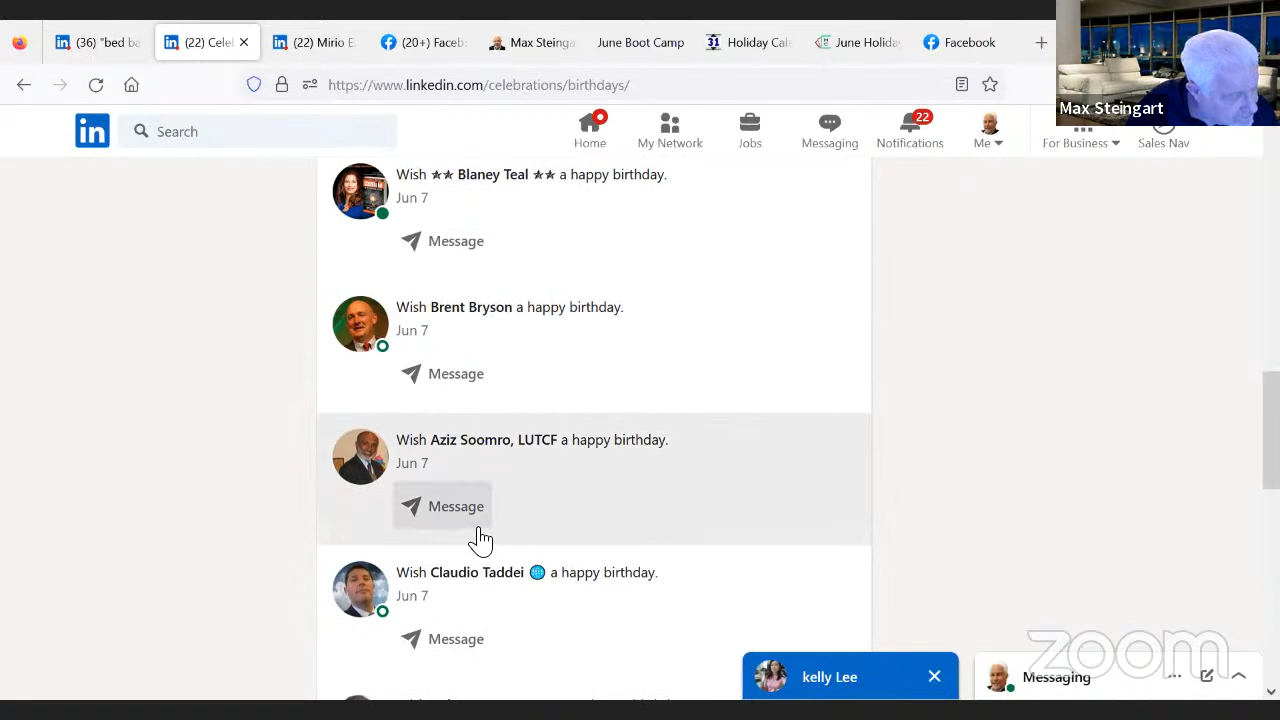 (36) "bed ba
(22) Celel
(22) Mirio E.
(20+) Faceb
Max Steinga
June Boot Camp
31 Holiday Cal
June Holida
Facebook
https://www.linkedin.com/celebrations/birthdays/
Max Steingart
in
Search
Home
My Network
Jobs
Messaging
22
Notifications
Me
For Business
Sales Nav
Wish ★★ Blaney Teal ★★ a happy birthday.
Jun 7
Message
Wish Brent Bryson a happy birthday.
Jun 7
Message
Wish Aziz Soomro, LUTCF a happy birthday.
Jun 7
Message
Wish Claudio Taddei 🌐 a happy birthday.
Jun 7
Message
kelly Lee
Messaging
zoom